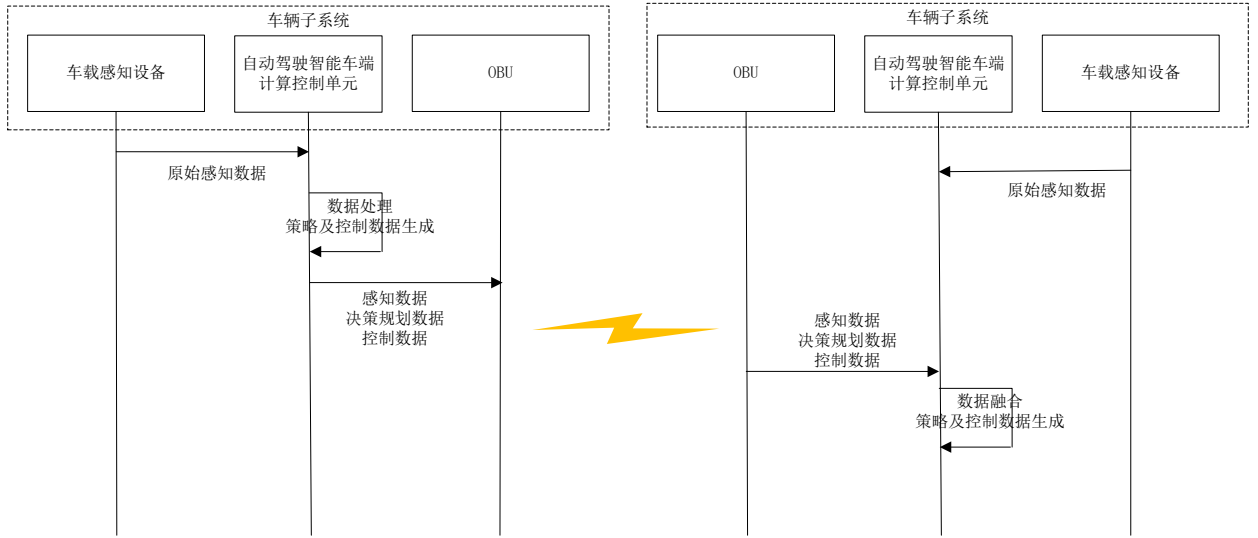 车辆子系统
车载感知设备
自动驾驶智能车端
计算控制单元
OBU
原始感知数据
数据处理
策略及控制数据生成
感知数据
决策规划数据
控制数据
车辆子系统
OBU
自动驾驶智能车端
计算控制单元
车载感知设备
原始感知数据
感知数据
决策规划数据
控制数据
数据融合
策略及控制数据生成